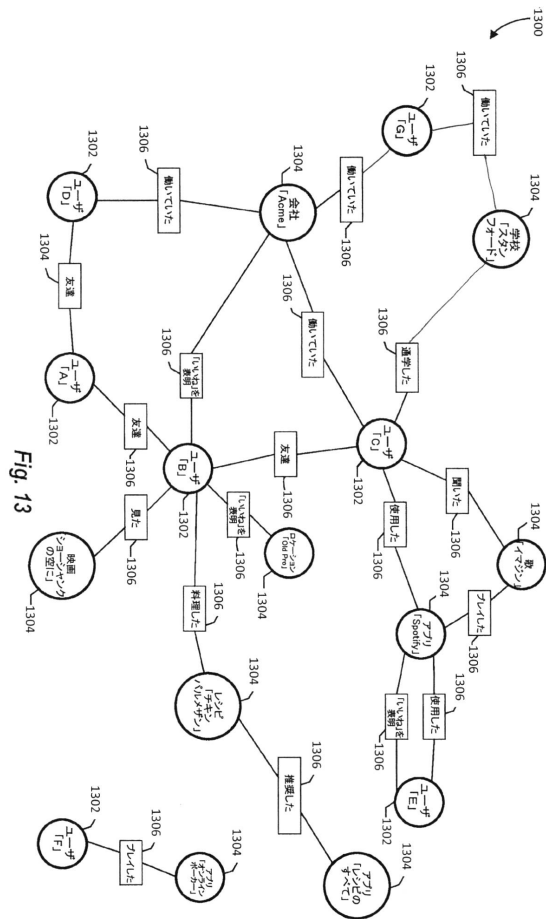 1300
1306
働いていた
1302
ユーザ
「G」
1304
学校
「スタン
フォード」
1304
会社
「Acme」
働いていた
1306
1306
働いていた
1306
通学した
ユーザ
「C」
1302
聞いた
1306
1304
歌
「イマジン」
プレイした
1306
使用した
1306
1304
アプリ
「Spotify」
1306
使用した
「いいね」を
表明
1306
1302
ユーザ
「E」
1306
働いていた
1302
ユーザ
「D」
1304
友達
ユーザ
「A」
1302
友達
1306
1306
「いいね」を
表明
ユーザ
「B」
1302
友達
1306
「いいね」を
表明
1306
ロケーション
「Old Pro」
1304
見た
1306
映画
「ショーシャンク
の空に」
1304
1306
料理した
1304
レシピ
「チキン
パルメザン」
1306
推奨した
1304
アプリ
「レシピの
すべて」
1302
ユーザ
「F」
1306
プレイした
1304
アプリ
「オンライン
ポーカー」
Fig. 13